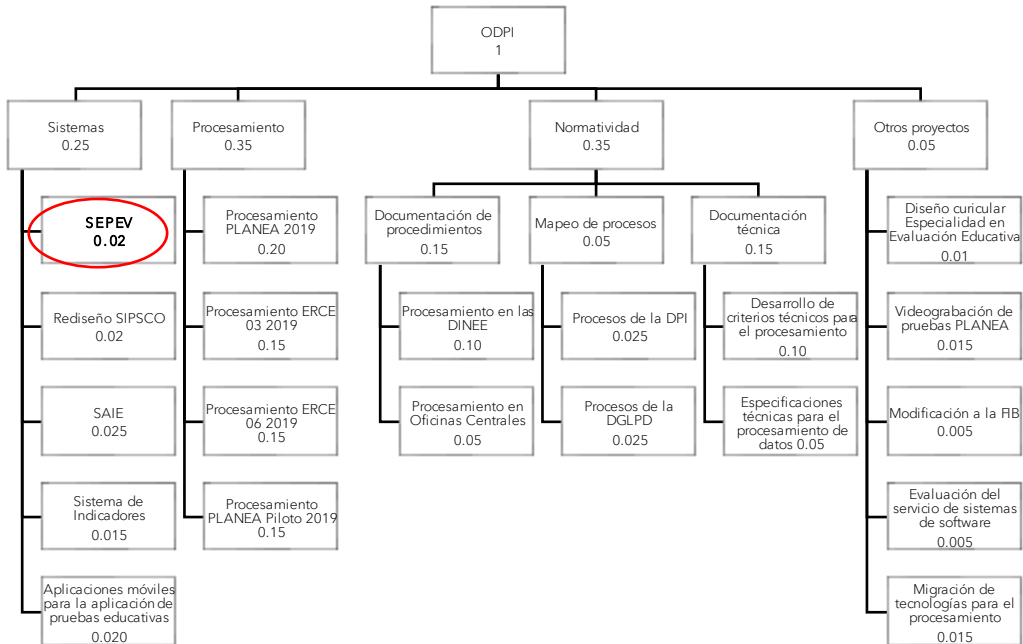 ODPI
1
Sistemas
0.25
Procesamiento
0.35
Normatividad
0.35
Otros proyectos
0.05
SEPEV
0.02
Rediseño SIPSCO
0.02
SAIE
0.025
Sistema de
Indicadores
0.015
Aplicaciones móviles
para la aplicación de
pruebas educativas
0.020
Procesamiento
PLANEA 2019
0.20
Procesamiento ERCE
03 2019
0.15
Procesamiento ERCE
06 2019
0.15
Procesamiento
PLANEA Piloto 2019
0.15
Documentación de
procedimientos
0.15
Procesamiento en las
DINEE
0.10
Procesamiento en
Oficinas Centrales
0.05
Mapeo de procesos
0.05
Procesos de la DPI
0.025
Procesos de la
DGLPD
0.025
Documentación
técnica
0.15
Desarrollo de
criterios técnicos para
el procesamiento
0.10
Especificaciones
técnicas para el
procesamiento de
datos 0.05
Diseño curicular
Especialidad en
Evaluación Educativa
0.01
Videograbación de
pruebas PLANEA
0.015
Modificación a la FIB
0.005
Evaluación del
servicio de sistemas
de software
0.005
Migración de
tecnologías para el
procesamiento
0.015